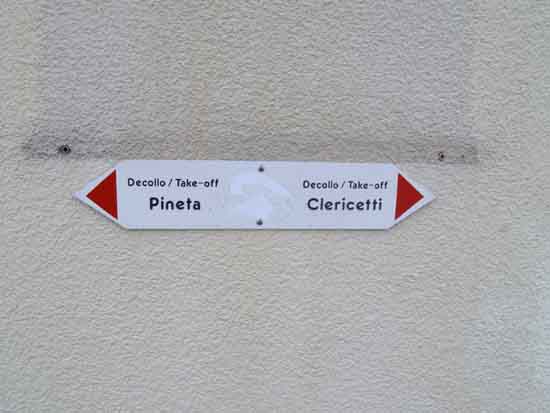 Decollo / Take-off
Pineta
Decollo / Take-off
Clericetti